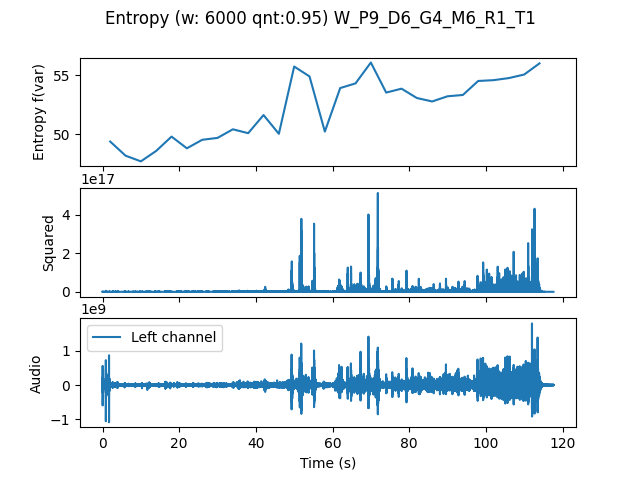 Entropy (w: 6000 qnt:0.95) W_P9_D6_G4_M6_R1_T1
Entropy f(var)
55
50
1e17
Squared
4
2
0
1e9
Left channel
Audio
1
0
−1
0
20
40
60
80
100
120
Time (s)